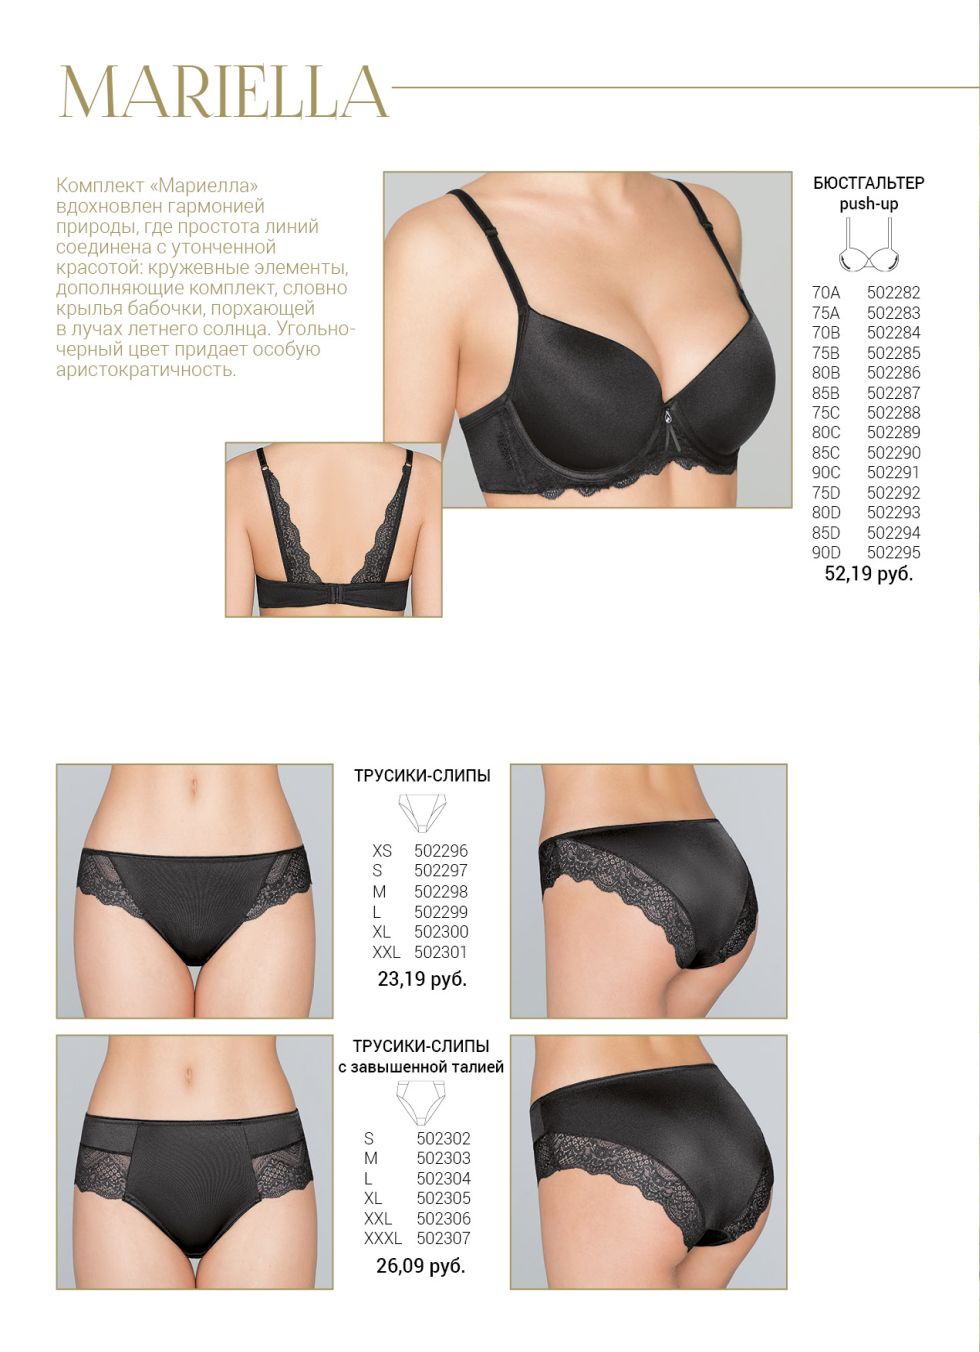 MARIELLA
Комплект «Мариелла»
вдохновлен гармонией
природы, где простота линий
соединена с утонченной
красотой: кружевные элементы,
дополняющие комплект, словно
крылья бабочки, порхающей
в лучах летнего солнца. Угольно-
черный цвет придает особую
аристократичность.
БЮСТГАЛЬТЕР
push-up
70A 502282
75A 502283
70B 502284
75B 502285
80B 502286
85B 502287
75C 502288
80C 502289
85C 502290
90C 502291
75D 502292
80D 502293
85D 502294
90D 502295
52,19 руб.
ТРУСИКИ-СЛИПЫ
XS 502296
S 502297
M 502298
L 502299
XL 502300
XXL 502301
23,19 руб.
ТРУСИКИ-СЛИПЫ
с завышенной талией
S 502302
M 502303
L 502304
XL 502305
XXL 502306
XXXL 502307
26,09 руб.